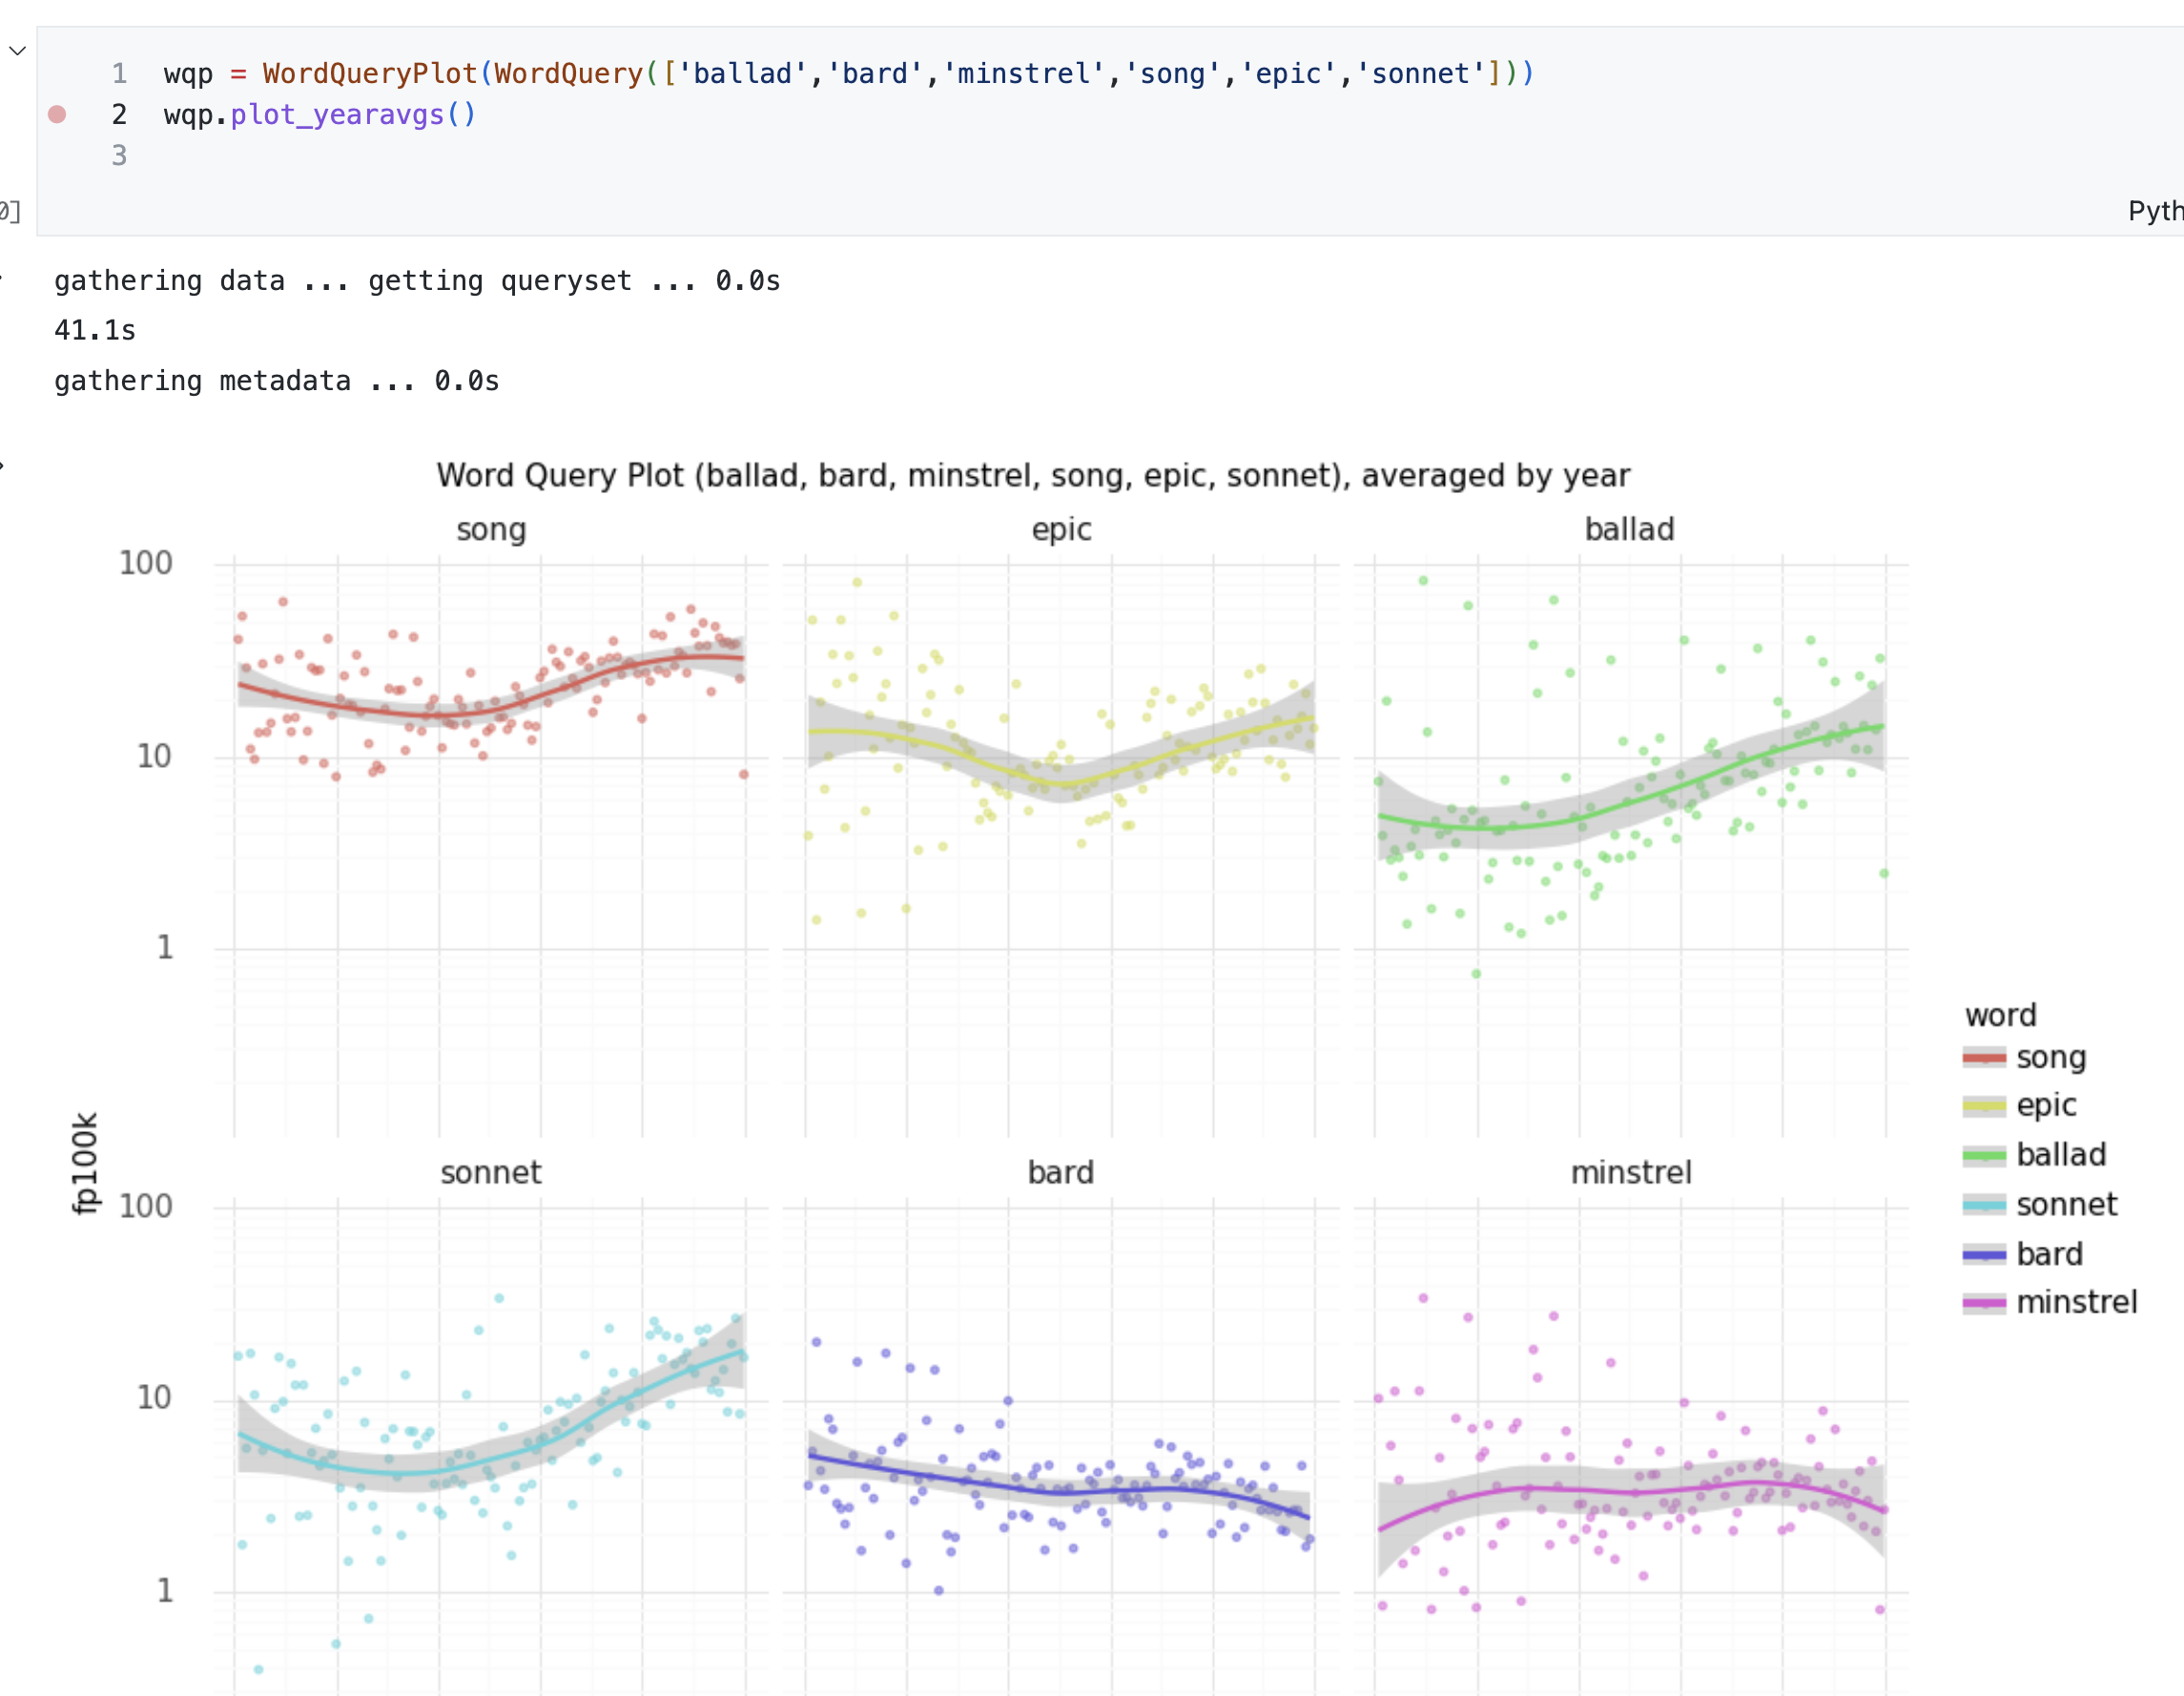 1 wqp = WordQueryPlot(WordQuery(['ballad','bard','minstrel','song','epic','sonnet']))
2 wqp.plot_yearavgs()
3
0]
Pyth
gathering data ... getting queryset ... 0.0s
41.1s
gathering metadata ... 0.0s
Word Query Plot (ballad, bard, minstrel, song, epic, sonnet), averaged by year
song epic ballad
100
10
1
fp100k
sonnet bard minstrel
100
10
1
word
song
epic
ballad
sonnet
bard
minstrel